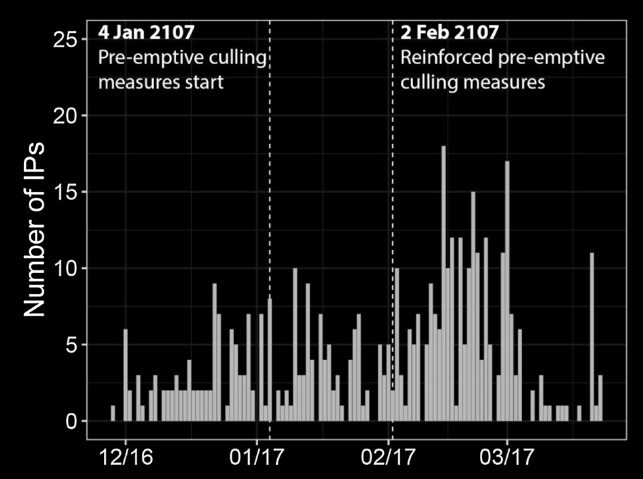 4 Jan 2107
Pre-emptive culling
measures start
2 Feb 2107
Reinforced pre-emptive
culling measures
Number of IPs
25
20
15
10
5
0
12/16
01/17
02/17
03/17